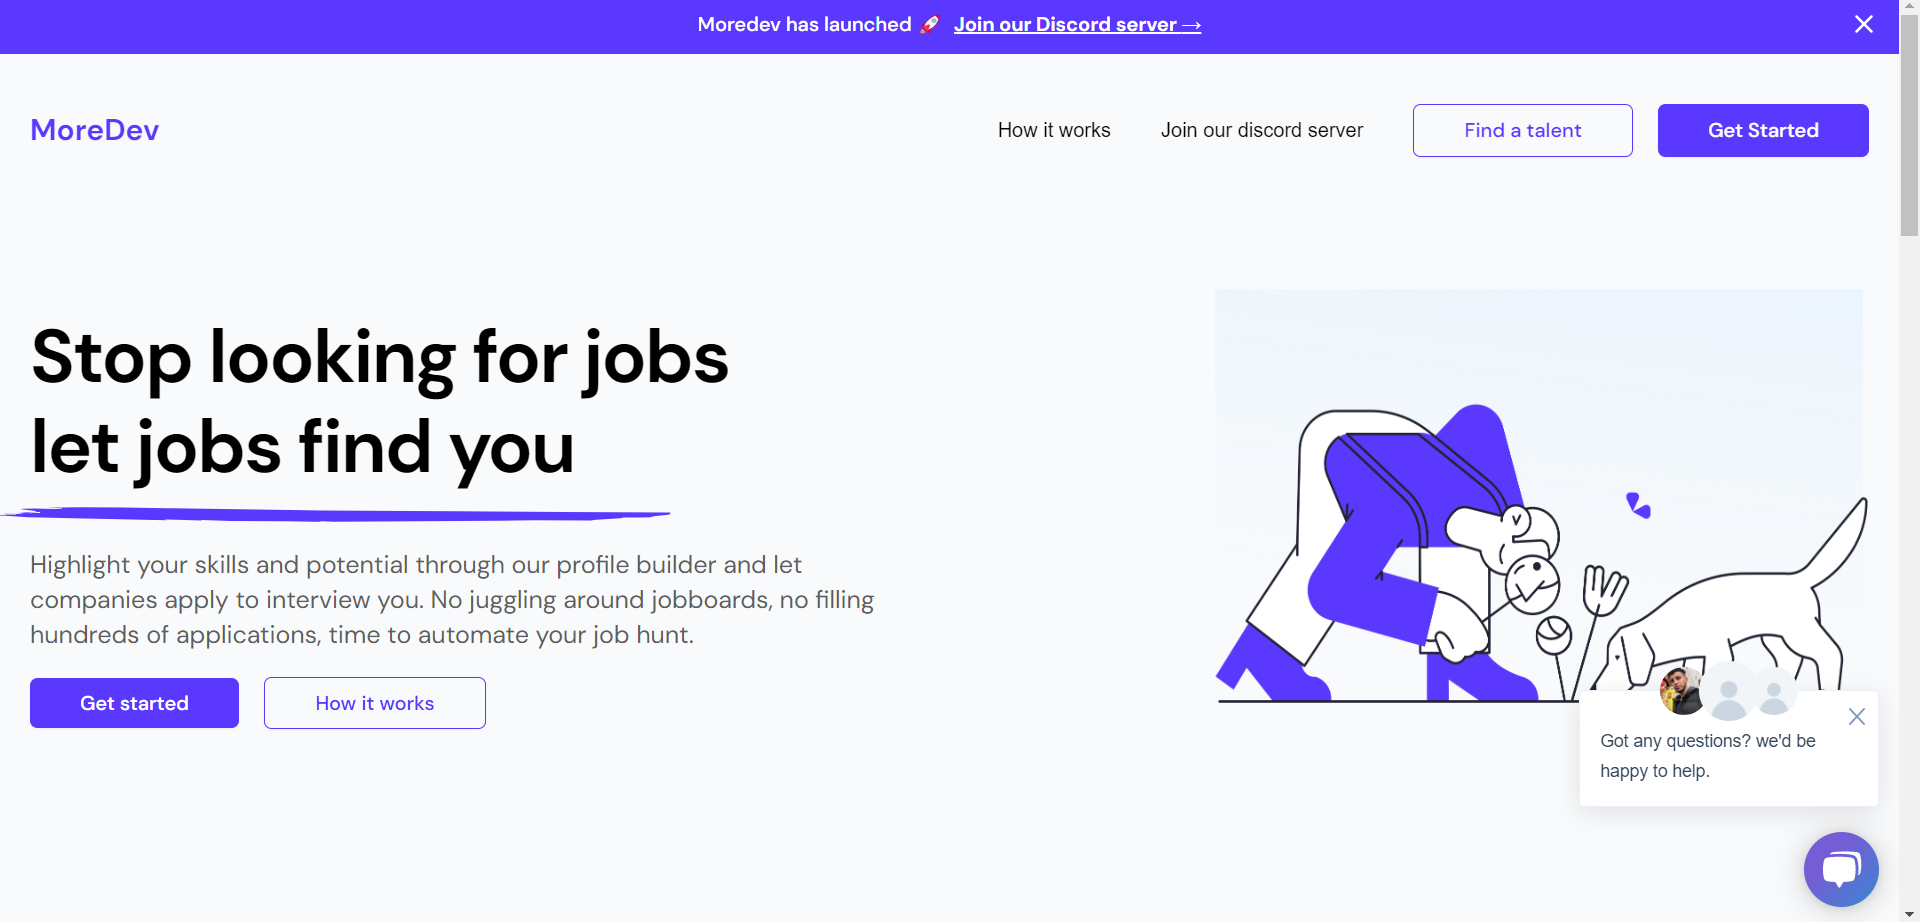 Moredev has launched 🚀 Join our Discord server →
MoreDev
How it works
Join our discord server
Find a talent
Get Started
Stop looking for jobs
let jobs find you
Highlight your skills and potential through our profile builder and let
companies apply to interview you. No juggling around jobboards, no filling
hundreds of applications, time to automate your job hunt.
Get started
How it works
Got any questions? we'd be
happy to help.